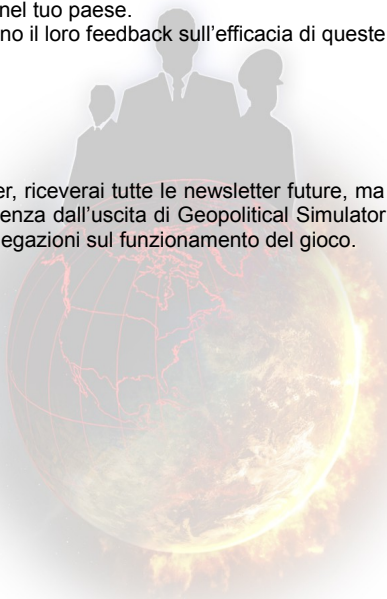 nel tuo paese.
no il loro feedback sull’efficacia di queste
er, riceverai tutte le newsletter future, ma
enza dall’uscita di Geopolitical Simulator
egazioni sul funzionamento del gioco.